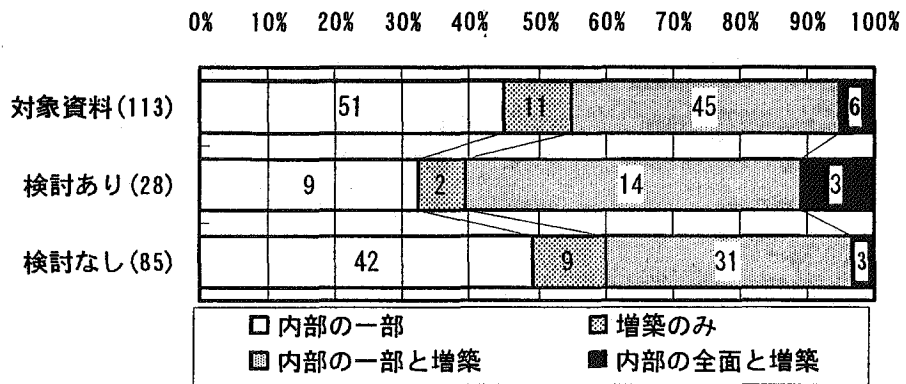 0% 10% 20% 30% 40% 50% 60% 70% 80% 90% 100%
対象資料(113) 51 11 45 6
検討あり(28) 9 2 14 3
検討なし(85) 42 9 31 3
内部の一部 増築のみ
内部の一部と増築 内部の全面と増築